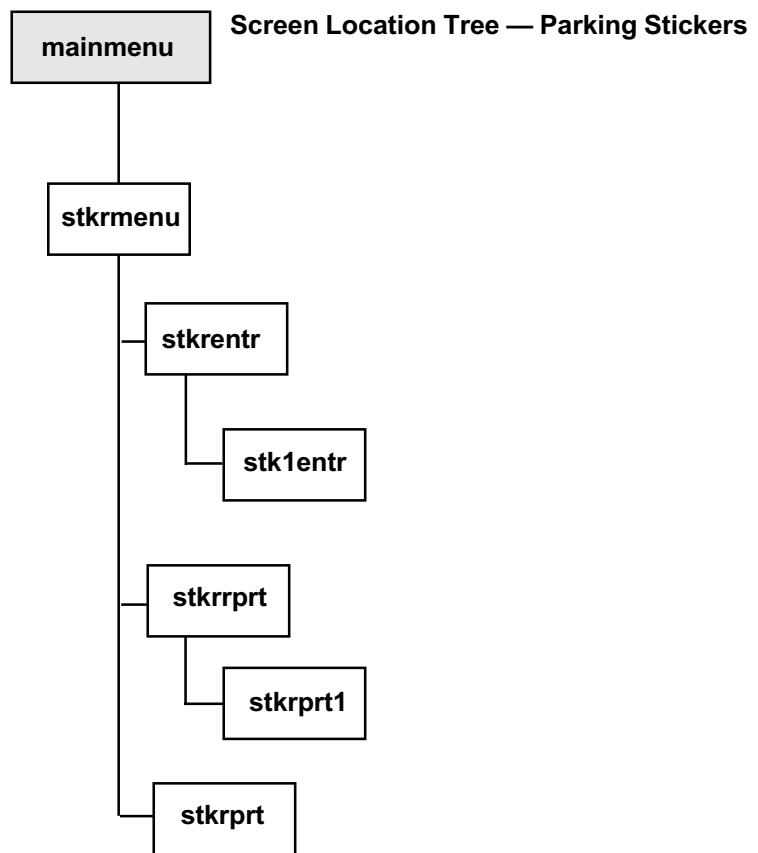 Screen Location Tree — Parking Stickers
mainmenu
stkrmenu
stkrentr
stk1entr
stkrrprt
stkrprt1
stkrprt